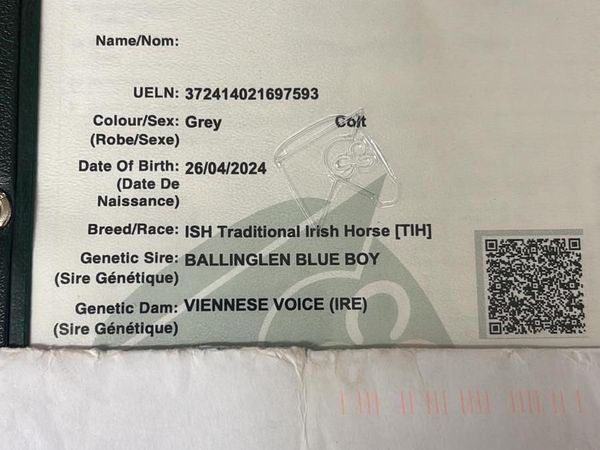 Name/Nom:
UELN: 372414021697593
Colour/Sex: Grey Colt
(Robe/Sexe)
Date Of Birth: 26/04/2024
(Date De
Naissance)
Breed/Race: ISH Traditional Irish Horse [TIH]
Genetic Sire: BALLINGLEN BLUE BOY
(Sire Génétique)
Genetic Dam: VIENNESE VOICE (IRE)
(Sire Génétique)